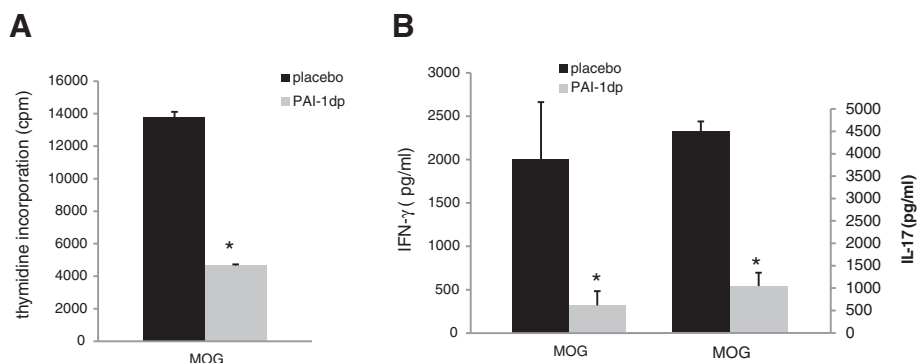 A
thymidine incorporation (cpm)
16000
14000
12000
10000
8000
6000
4000
2000
0
placebo
PAI-1dp
*
MOG
B
IFN-γ ( pg/ml)
3000
2500
2000
1500
1000
500
0
placebo
PAI-1dp
*
*
MOG
MOG
5000
4500
4000
3500
3000
2500
2000
1500
1000
500
0
IL-17(pg/ml)